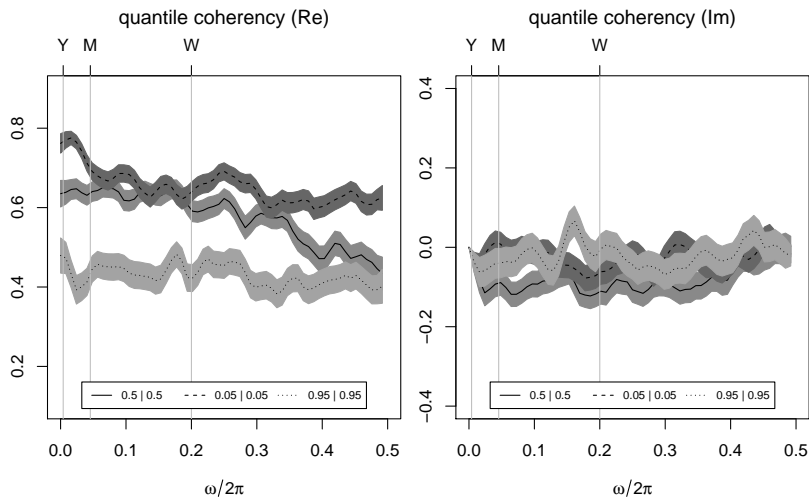 quantile coherency (Re)
Y M W
0.8
0.6
0.4
0.2
0.5 | 0.5 0.05 | 0.05 0.95 | 0.95
0.0 0.1 0.2 0.3 0.4 0.5
ω/2π
quantile coherency (Im)
Y M W
0.4
0.2
0.0
−0.2
−0.4
0.5 | 0.5 0.05 | 0.05 0.95 | 0.95
0.0 0.1 0.2 0.3 0.4 0.5
ω/2π